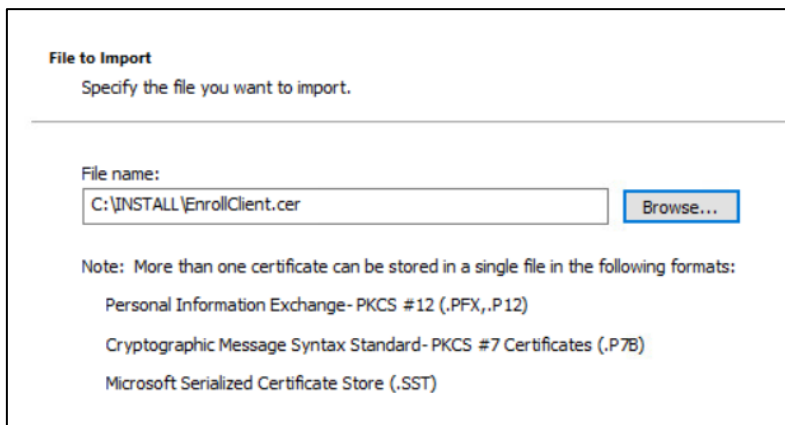 File to Import
Specify the file you want to import.
File name:
C:\INSTALL\EnrollClient.cer
Browse...
Note: More than one certificate can be stored in a single file in the following formats:
Personal Information Exchange- PKCS #12 (.PFX,.P12)
Cryptographic Message Syntax Standard- PKCS #7 Certificates (.P7B)
Microsoft Serialized Certificate Store (.SST)